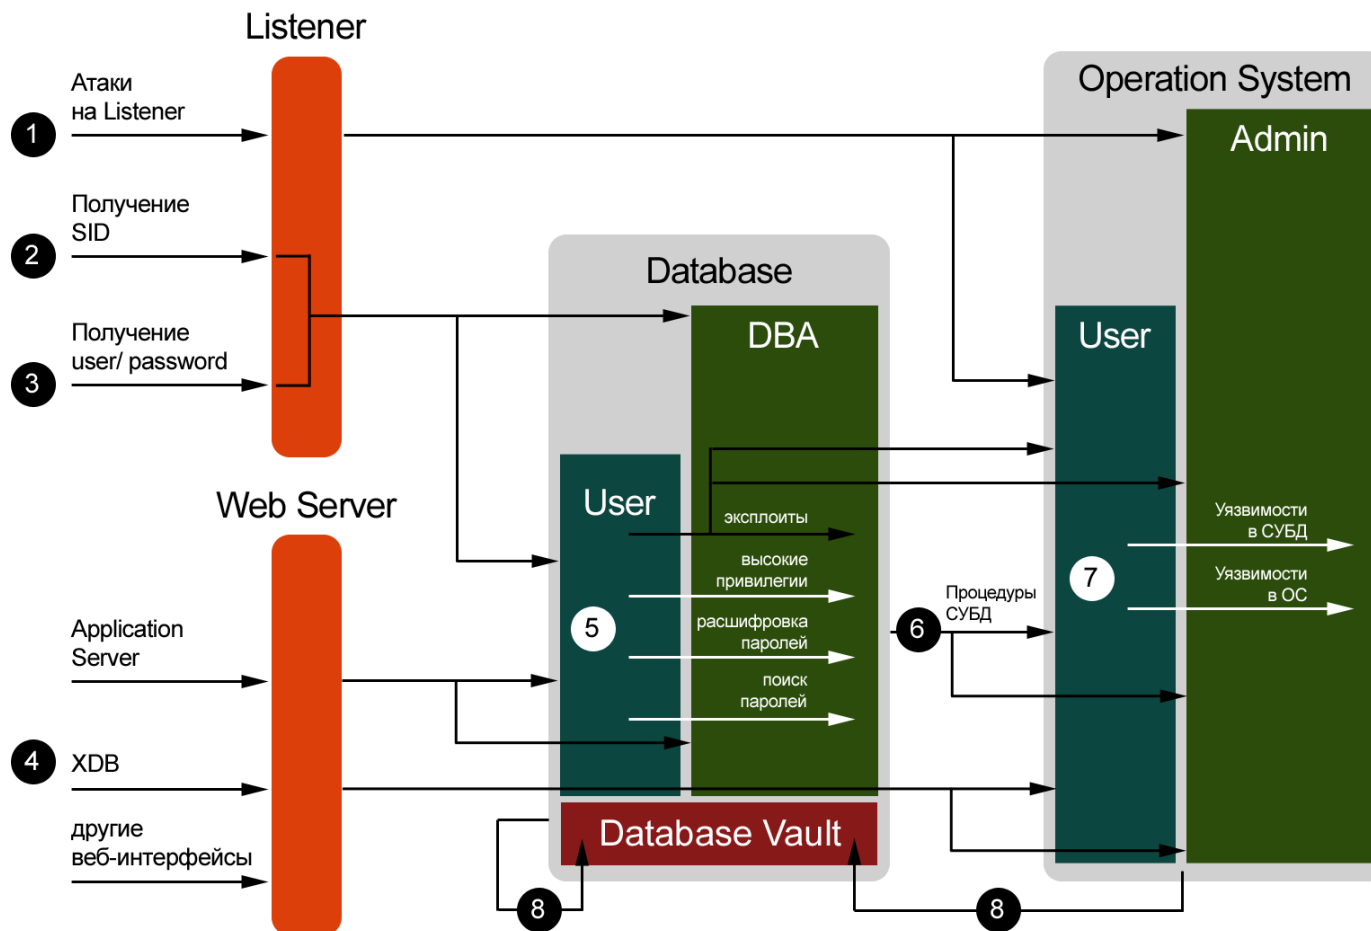 Listener
Атаки
на Listener
1
Получение
SID
2
Получение
user/ password
3
Web Server
Application
Server
4
XDB
другие
веб-интерфейсы
Database
DBA
User
эксплоиты
высокие
привилегии
5
расшифровка
паролей
поиск
паролей
Database Vault
8
6
Процедуры
СУБД
Operation System
Admin
User
Уязвимости
в СУБД
7
Уязвимости
в ОС
8